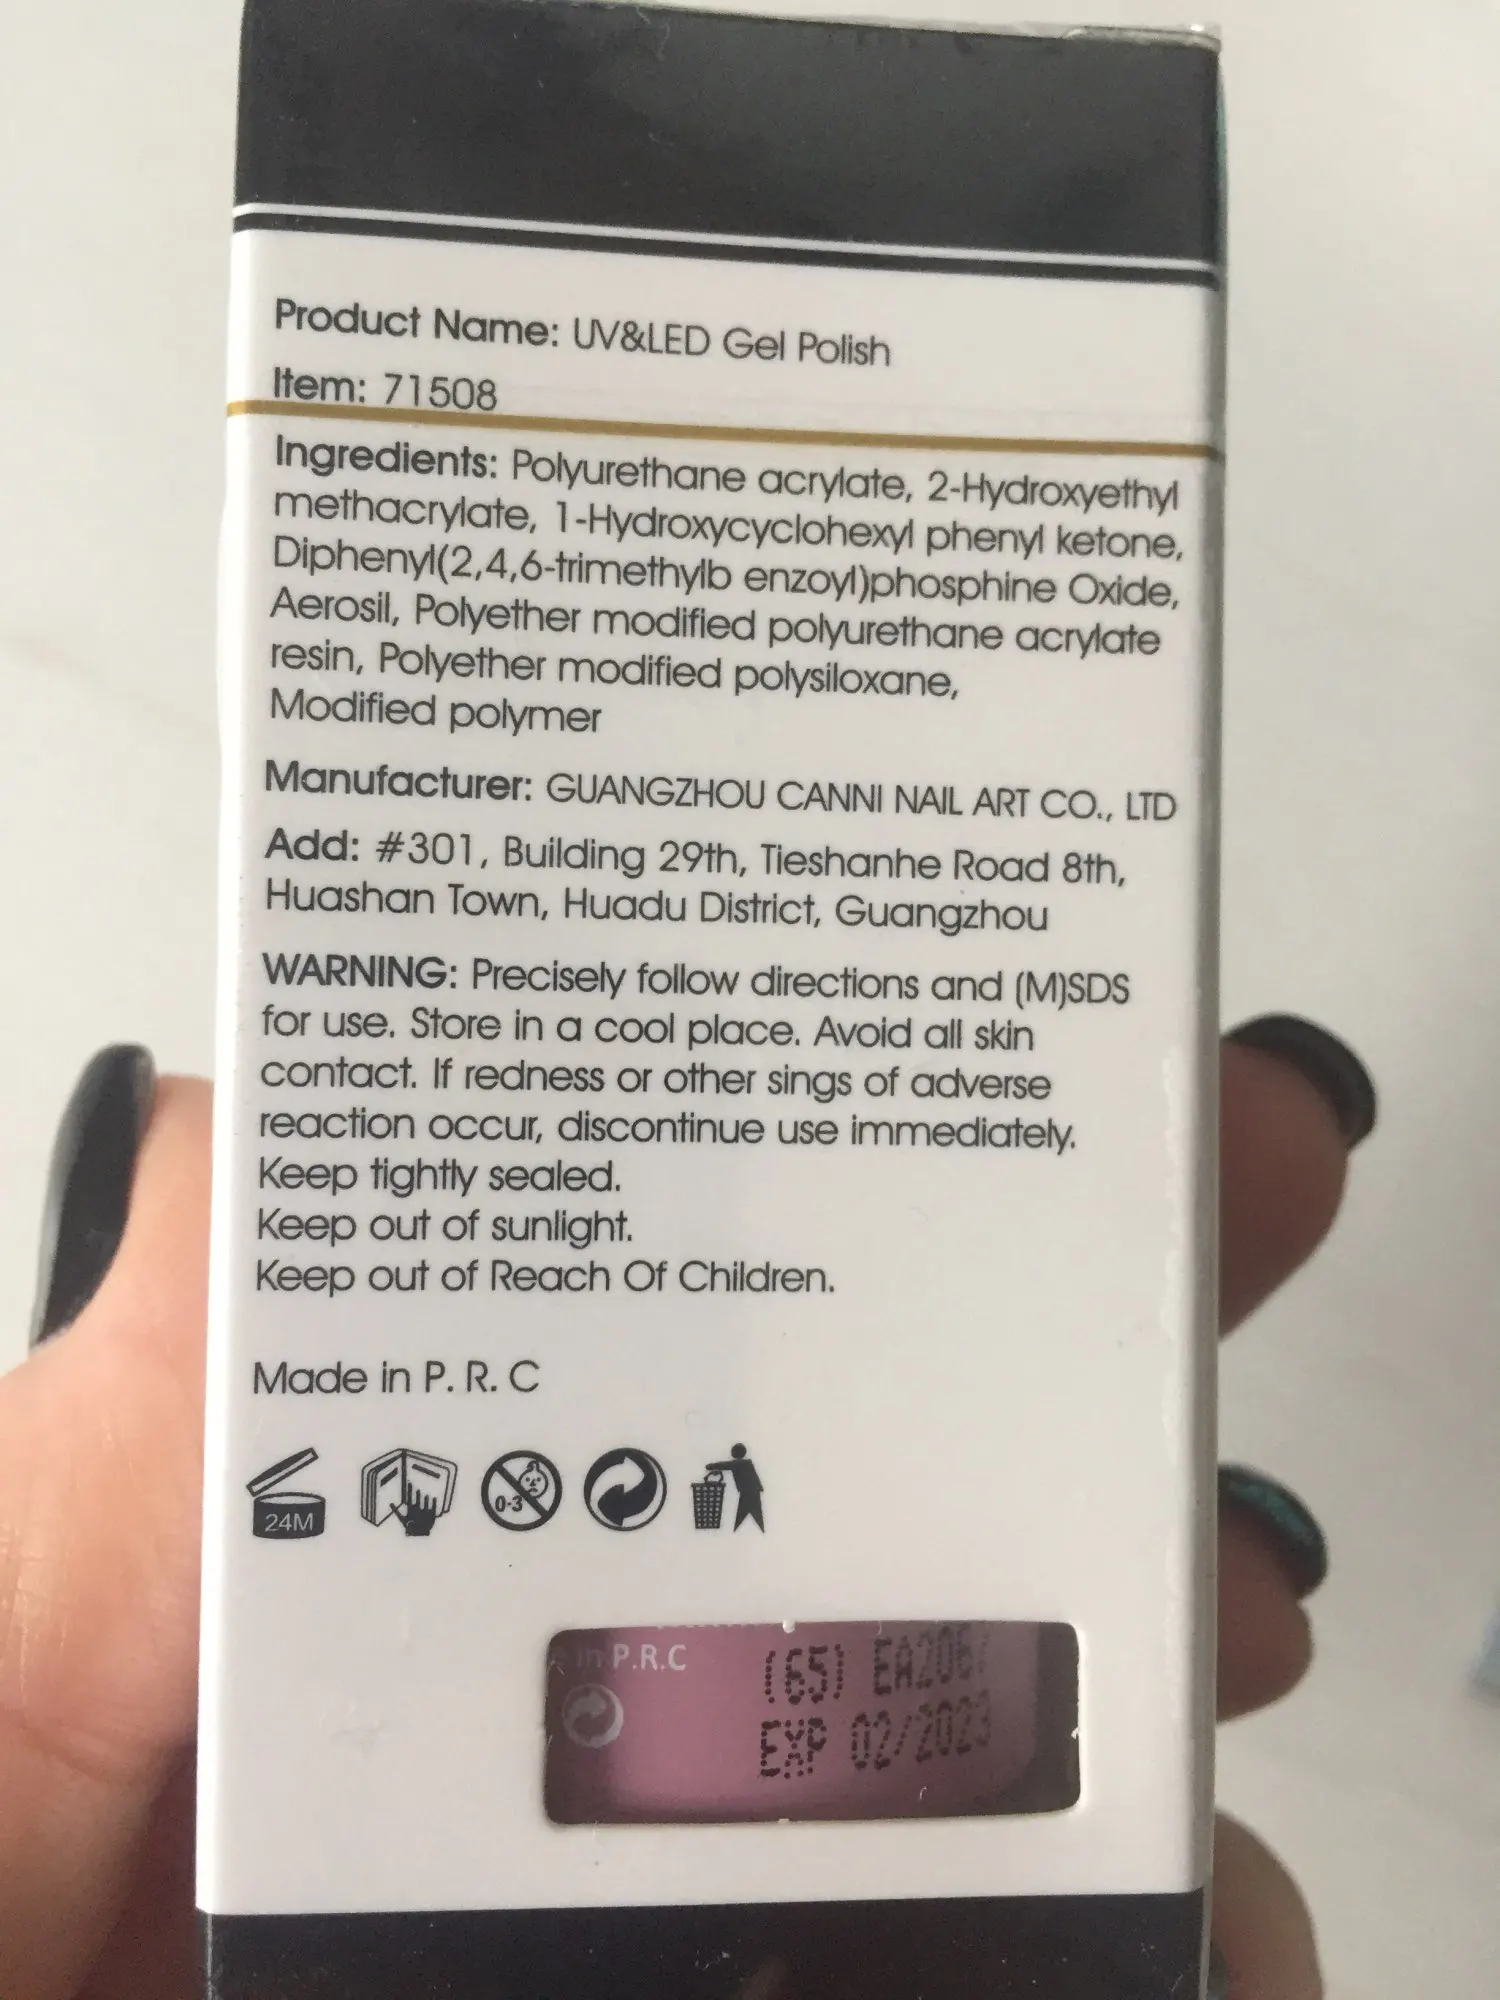 Product Name: UV&LED Gel Polish
Item: 71508
Ingredients: Polyurethane acrylate, 2-Hydroxyethyl
methacrylate, 1-Hydroxycyclohexyl phenyl ketone,
Diphenyl(2,4,6-trimethylb enzoyl)phosphine Oxide,
Aerosil, Polyether modified polyurethane acrylate
resin, Polyether modified polysiloxane,
Modified polymer
Manufacturer: GUANGZHOU CANNI NAIL ART CO., LTD
Add: #301, Building 29th, Tieshanhe Road 8th,
Huashan Town, Huadu District, Guangzhou
WARNING: Precisely follow directions and (M)SDS
for use. Store in a cool place. Avoid all skin
contact. If redness or other sings of adverse
reaction occur, discontinue use immediately.
Keep tightly sealed.
Keep out of sunlight.
Keep out of Reach Of Children.
Made in P. R. C
24M
0-3
in P.R.C
(65)
EXP 02/2023